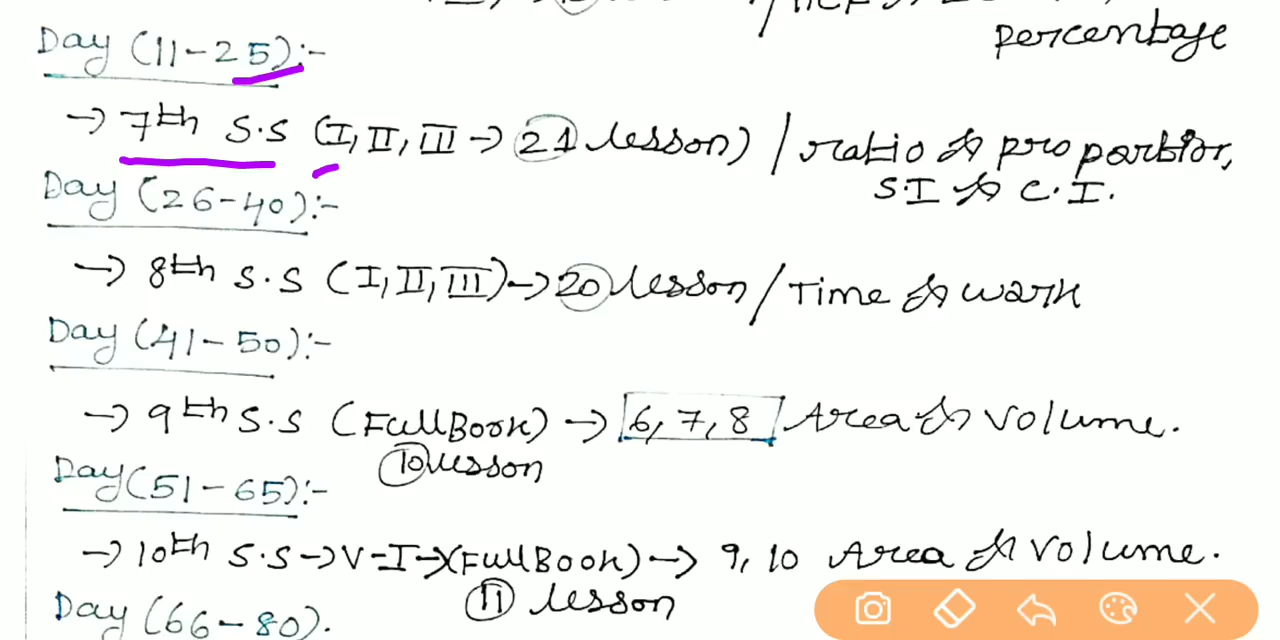 percentage
Day (11-25):-
→ 7th S.S (I, II, III → 21 lesson) / ratio & proportion,
S.I & C.I.
Day (26-40):-
→ 8th S.S (I, II, III) → 20 lesson / Time & work
Day (41-50):-
→ 9th S.S (Full Book) → 6, 7, 8 Area & Volume.
10 lesson
Day (51-65):-
→ 10th S.S → V-I → (Full Book) → 9, 10 Area & Volume.
11 lesson
Day (66-80).